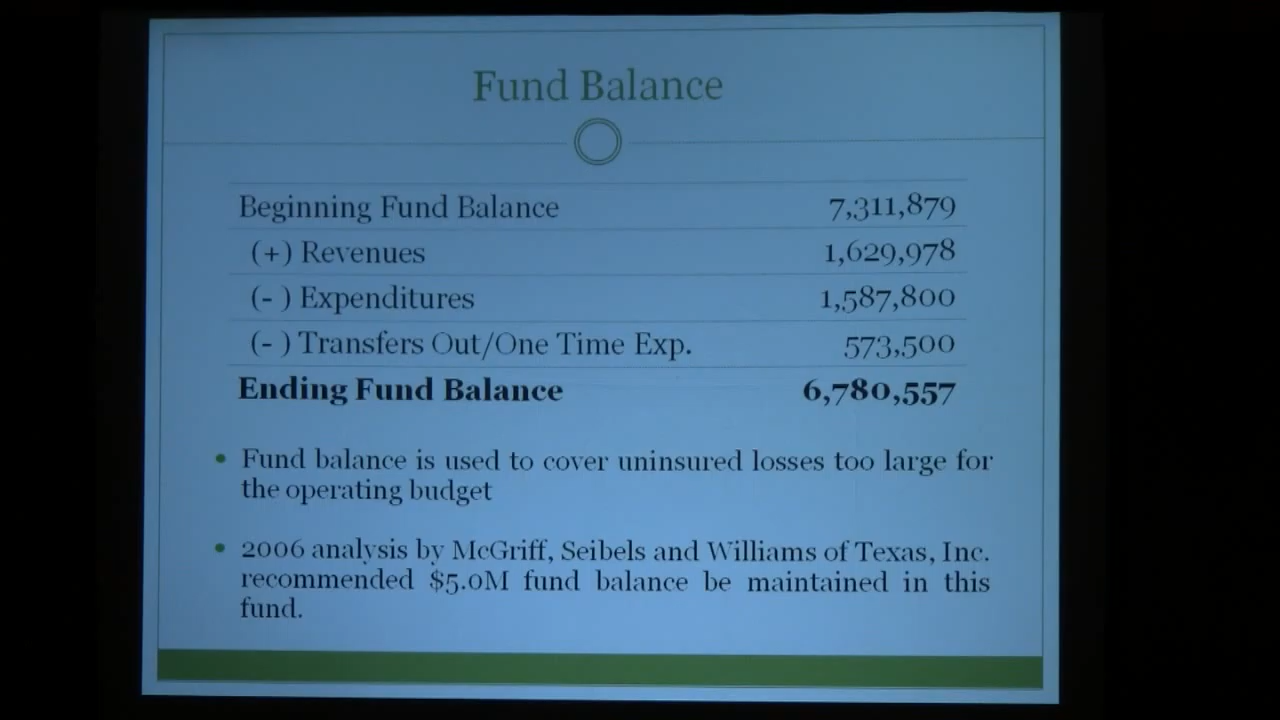 Fund Balance
Beginning Fund Balance 7,311,879
(+) Revenues 1,629,978
(- ) Expenditures 1,587,800
(- ) Transfers Out/One Time Exp. 573,500
Ending Fund Balance 6,780,557
• Fund balance is used to cover uninsured losses too large for
the operating budget
• 2006 analysis by McGriff, Seibels and Williams of Texas, Inc.
recommended $5.0M fund balance be maintained in this
fund.